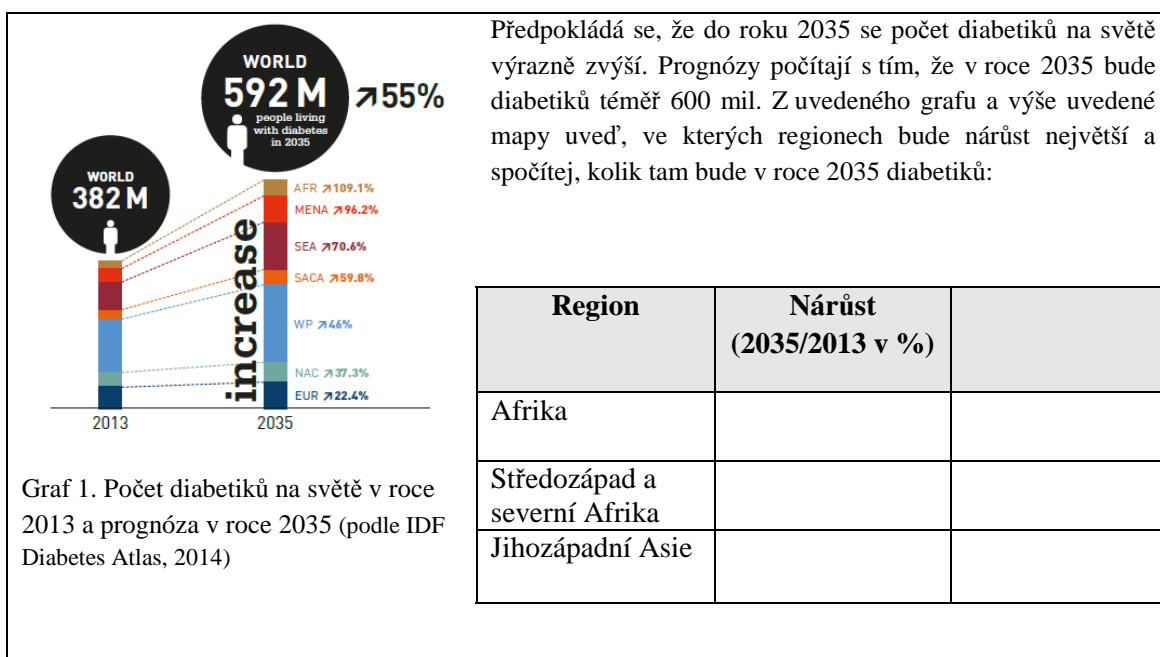 WORLD
592 M
people living
with diabetes
in 2035
↗55%
WORLD
382 M
increase
AFR ↗109.1%
MENA ↗96.2%
SEA ↗70.6%
SACA ↗59.8%
WP ↗46%
NAC ↗37.3%
EUR ↗22.4%
2013
2035
Graf 1. Počet diabetiků na světě v roce
2013 a prognóza v roce 2035 (podle IDF
Diabetes Atlas, 2014)
Předpokládá se, že do roku 2035 se počet diabetiků na světě
výrazně zvýší. Prognózy počítají s tím, že v roce 2035 bude
diabetiků téměř 600 mil. Z uvedeného grafu a výše uvedené
mapy uveď, ve kterých regionech bude nárůst největší a
spočítej, kolik tam bude v roce 2035 diabetiků:
Region
Nárůst
(2035/2013 v %)
Afrika
Středozápad a
severní Afrika
Jihozápadní Asie